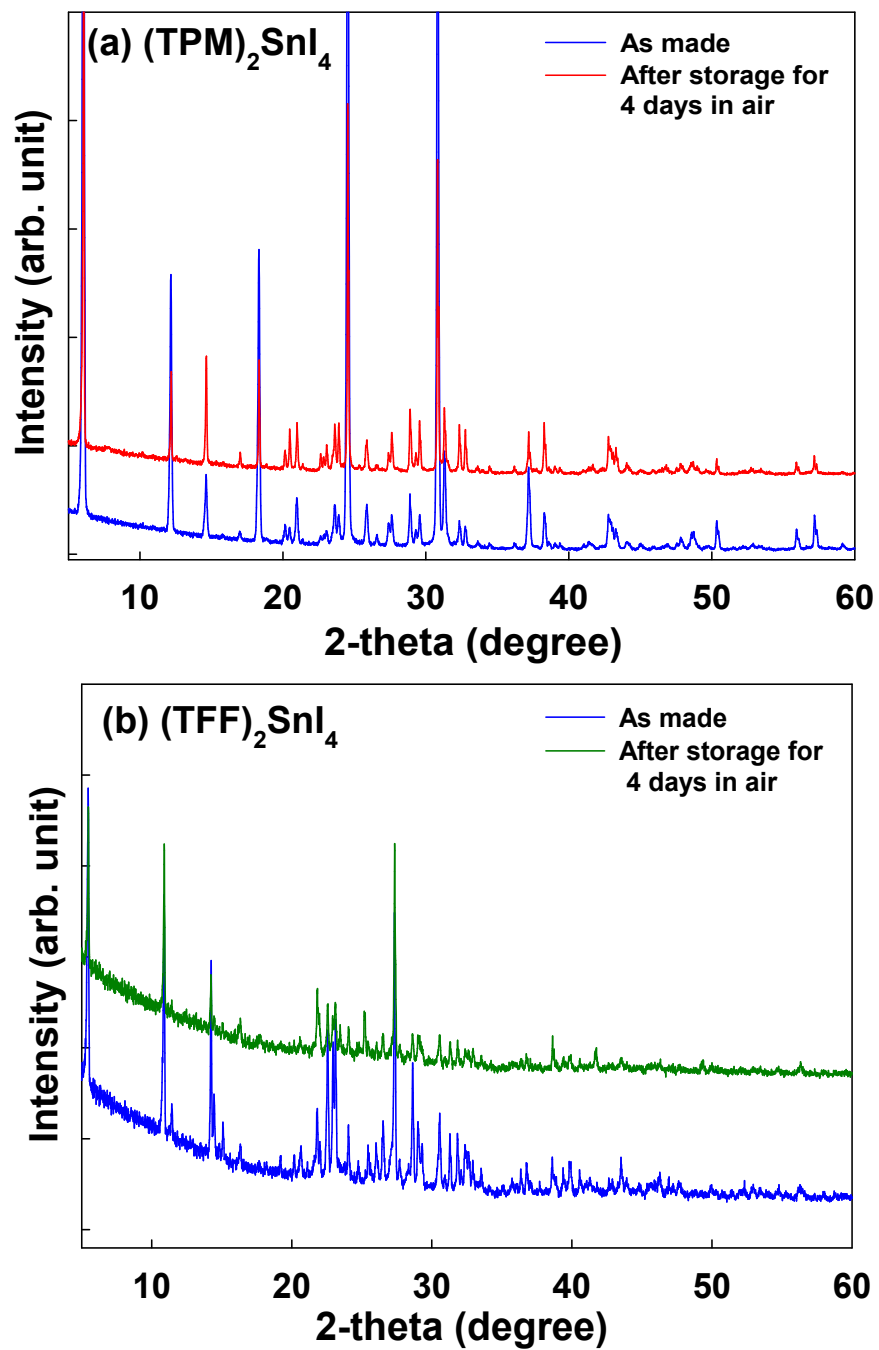 (a) (TPM)₂SnI₄
As made
After storage for
4 days in air
Intensity (arb. unit)
10 20 30 40 50 60
2-theta (degree)
(b) (TFF)₂SnI₄
As made
After storage for
4 days in air
Intensity (arb. unit)
10 20 30 40 50 60
2-theta (degree)